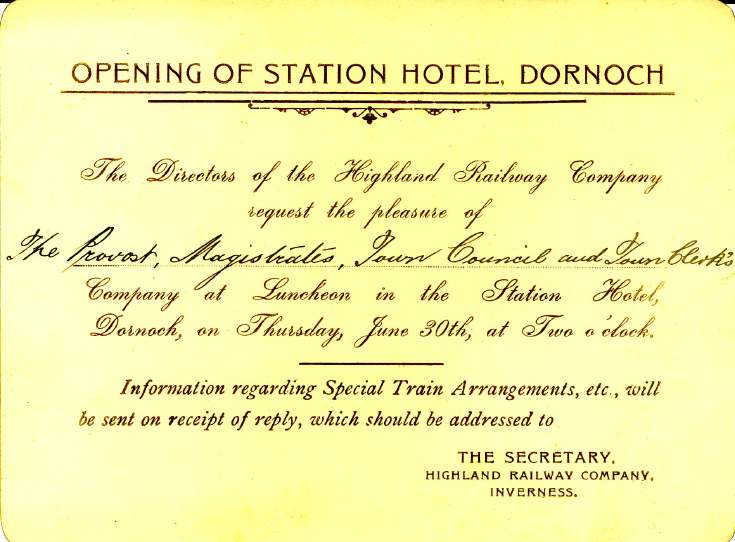 OPENING OF STATION HOTEL, DORNOCH
The Directors of the Highland Railway Company
request the pleasure of
The Provost, Magistrates, Town Council and Town Clerk's
Company at Luncheon in the Station Hotel,
Dornoch, on Thursday, June 30th, at Two o'clock.
Information regarding Special Train Arrangements, etc., will
be sent on receipt of reply, which should be addressed to
THE SECRETARY,
HIGHLAND RAILWAY COMPANY,
INVERNESS.